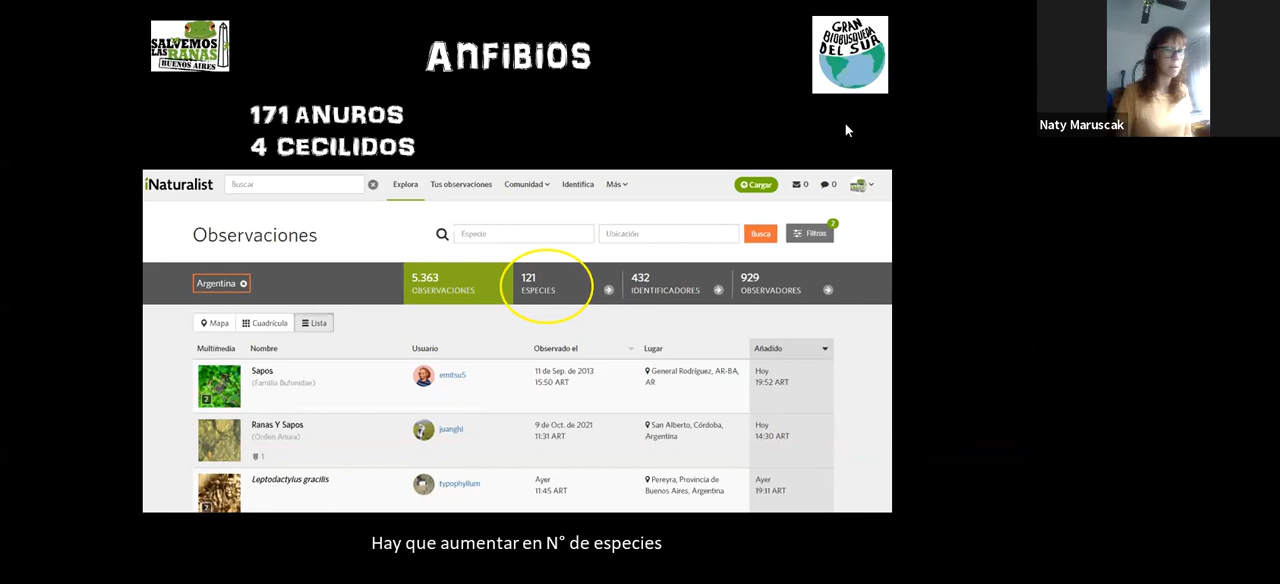 SALVEMOS
LAS RANAS
BUENOS AIRES
ANFIBIOS
GRAN
BIOBUSQUEDA
DEL SUR
Naty Maruscak
171 ANUROS
4 CECILIDOS
iNaturalist Buscar Explora Tus observaciones Comunidad Identifica Más Cargar 0 0
Observaciones Especie Ubicación Busca Filtros 2
Argentina 5.363 121 432 929
OBSERVACIONES ESPECIES IDENTIFICADORES OBSERVADORES
Mapa Cuadrícula Lista
Multimedia Nombre Usuario Observado el Lugar Añadido
Sapos emitsu5 11 de Sep. de 2013 General Rodríguez, AR-BA, Hoy
(Familia Bufonidae) 15:50 ART AR 19:52 ART
2
Ranas Y Sapos juanghi 9 de Oct. de 2021 San Alberto, Córdoba, Hoy
(Orden Anura) 11:31 ART Argentina 14:30 ART
1
Leptodactylus gracilis typophyllum Ayer Pereyra, Provincia de Ayer
11:45 ART Buenos Aires, Argentina 19:11 ART
Hay que aumentar en N° de especies